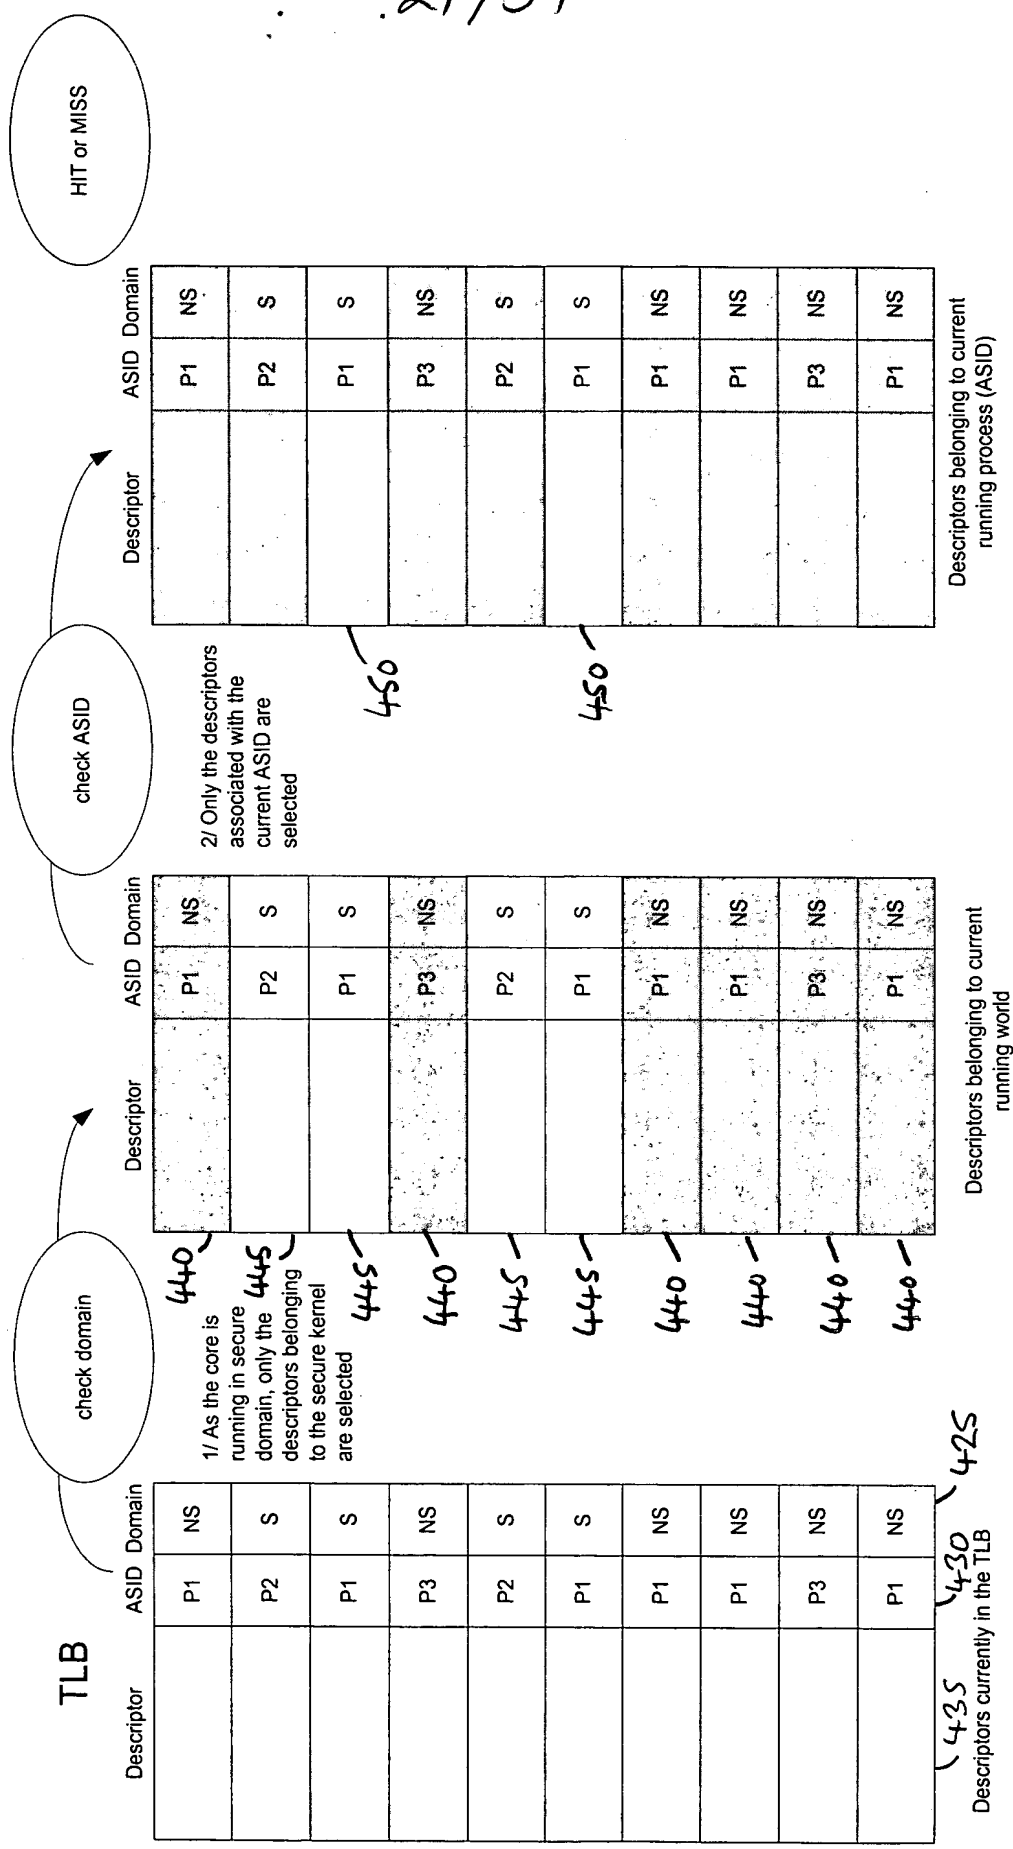 21/51
TLB
check domain
check ASID
HIT or MISS
Descriptor ASID Domain
P1 NS
P2 S
P1 S
P3 NS
P2 S
P1 S
P1 NS
P1 NS
P3 NS
P1 NS
435 430 425
Descriptors currently in the TLB
1/ As the core is
running in secure
domain, only the
descriptors belonging
to the secure kernel
are selected
Descriptor ASID Domain
440 P1 NS
445 P2 S
445 P1 S
440 P3 NS
445 P2 S
445 P1 S
440 P1 NS
440 P1 NS
440 P3 NS
440 P1 NS
Descriptors belonging to current
running world
2/ Only the descriptors
associated with the
current ASID are
selected
Descriptor ASID Domain
P1 NS
P2 S
450 P1 S
P3 NS
P2 S
450 P1 S
P1 NS
P1 NS
P3 NS
P1 NS
Descriptors belonging to current
running process (ASID)